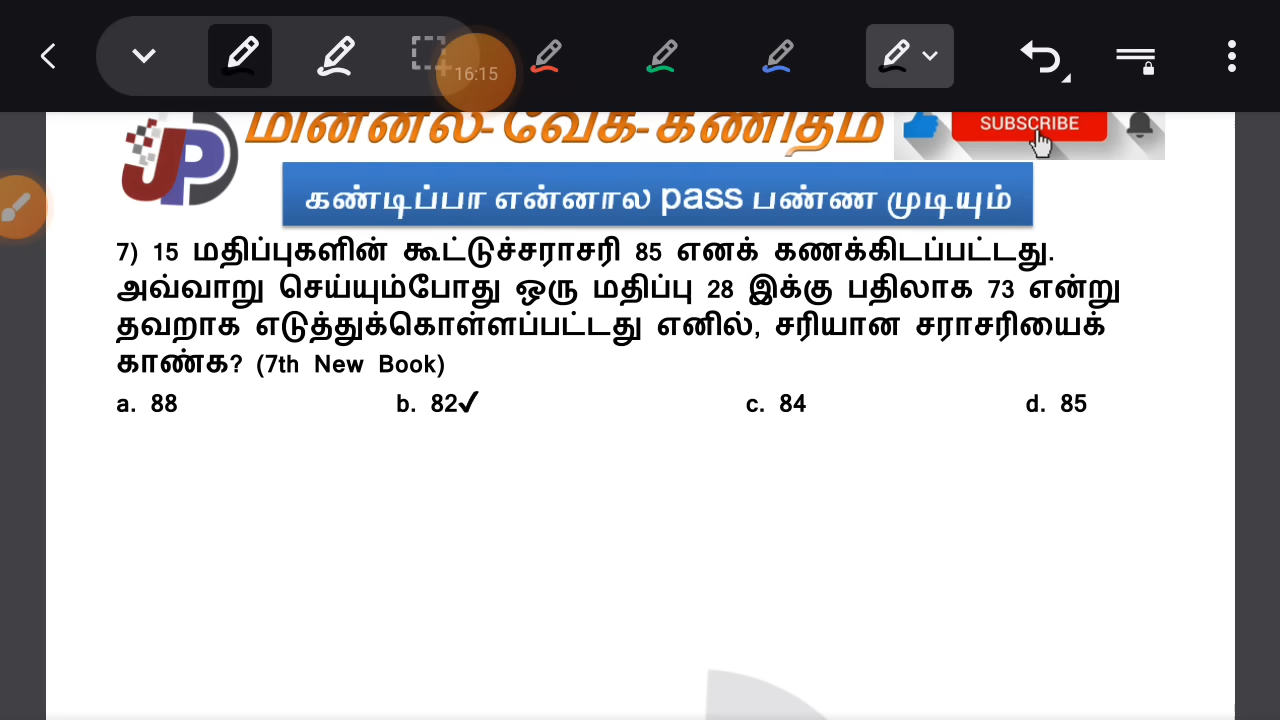 16:15
JP
மின்னல்-வேக-கணிதம்
SUBSCRIBE
கண்டிப்பா என்னால pass பண்ண முடியும்
7) 15 மதிப்புகளின் கூட்டுச்சராசரி 85 எனக் கணக்கிடப்பட்டது.
அவ்வாறு செய்யும்போது ஒரு மதிப்பு 28 இக்கு பதிலாக 73 என்று
தவறாக எடுத்துக்கொள்ளப்பட்டது எனில், சரியான சராசரியைக்
காண்க? (7th New Book)
a. 88 b. 82✓ c. 84 d. 85